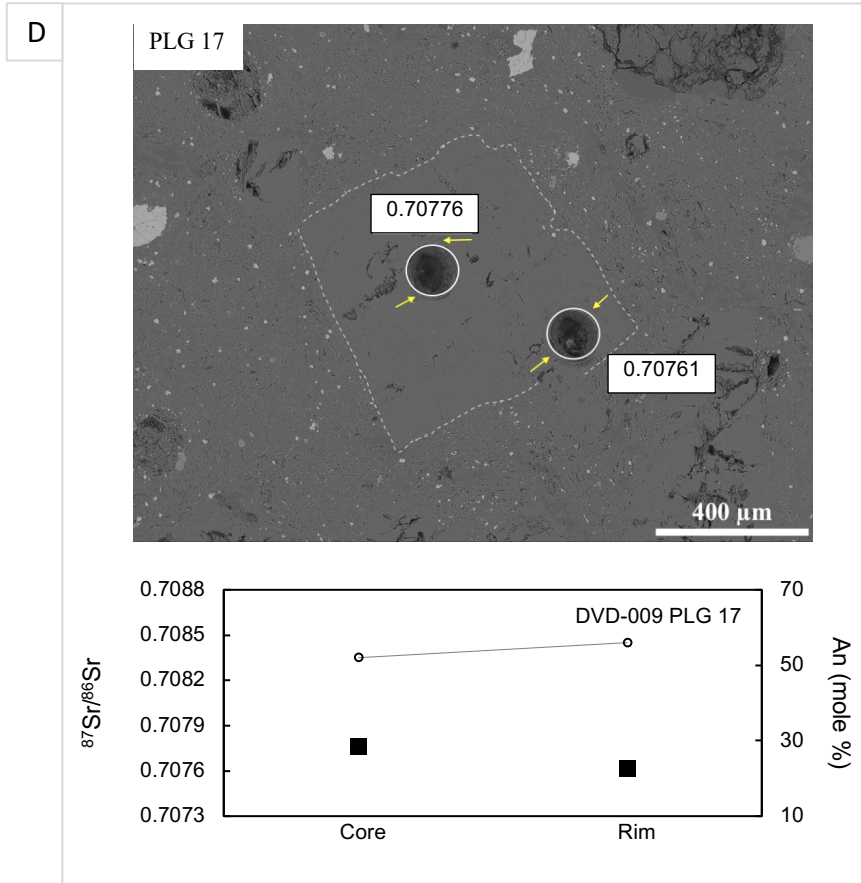 D
PLG 17
0.70776
0.70761
400 µm
0.7088
0.7085
0.7082
0.7079
0.7076
0.7073
⁸⁷Sr/⁸⁶Sr
DVD-009 PLG 17
70
50
30
10
An (mole %)
Core
Rim